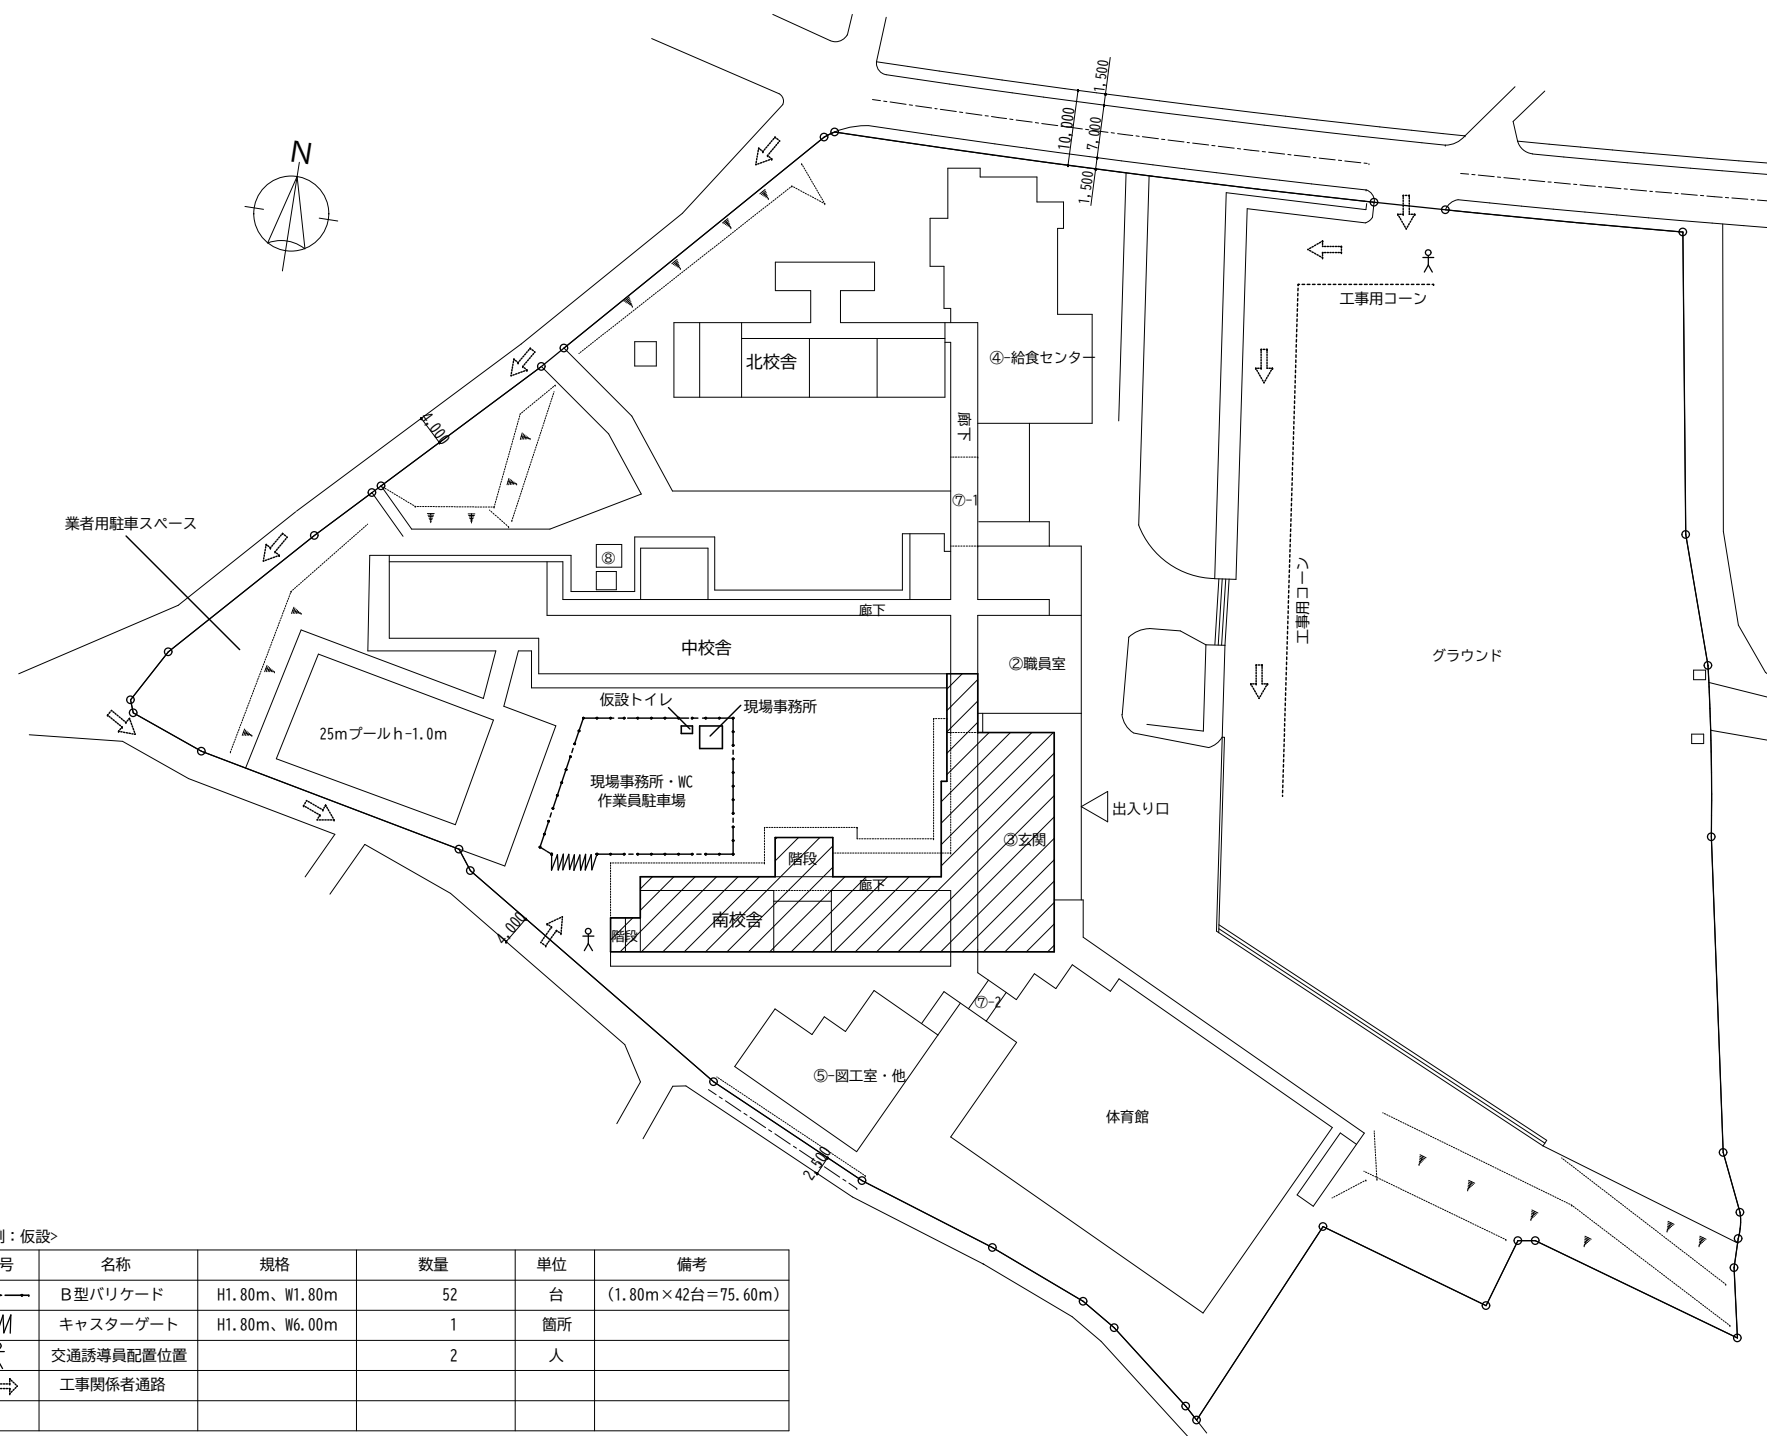 N
1,500
10,000
7,000
1,500
工事用コーン
北校舎
④-給食センター
廊下
4,000
⑦-1
業者用駐車スペース
⑧
廊下
工事用コーン
中校舎
②職員室
グラウンド
仮設トイレ
現場事務所
25mプールh-1.0m
現場事務所・WC
作業員駐車場
出入り口
③玄関
階段
廊下
南校舎
階段
4,000
⑦-2
⑤-図工室・他
体育館
2,500
：仮設>
号 名称 規格 数量 単位 備考
B型バリケード H1.80m、W1.80m 52 台 (1.80m×42台=75.60m)
キャスターゲート H1.80m、W6.00m 1 箇所
交通誘導員配置位置 2 人
工事関係者通路